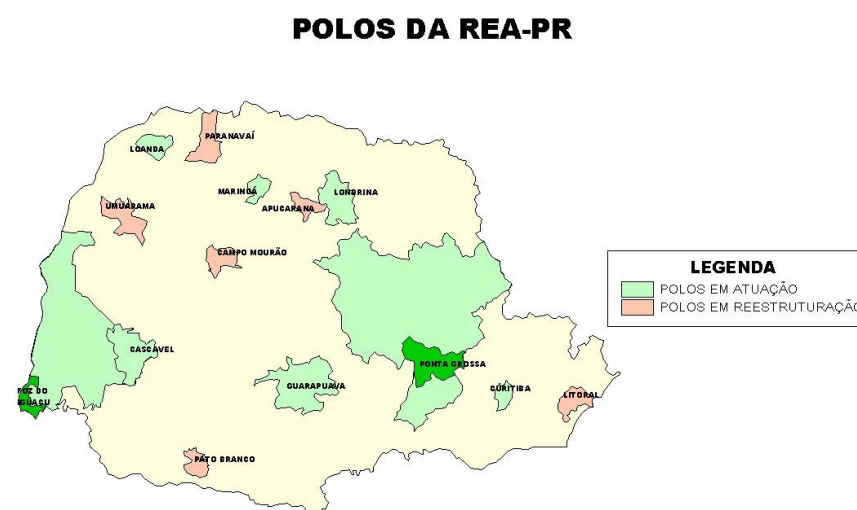 POLOS DA REA-PR
PARANAVAÍ
LOANDA
MARINGÁ
LONDRINA
UMUARAMA
APUCARANA
CAMPO MOURÃO
LEGENDA
POLOS EM ATUAÇÃO
POLOS EM REESTRUTURAÇÃO
CASCAVEL
PONTA GROSSA
GUARAPUAVA
CURITIBA
FOZ DO
IGUAÇU
LITORAL
PATO BRANCO